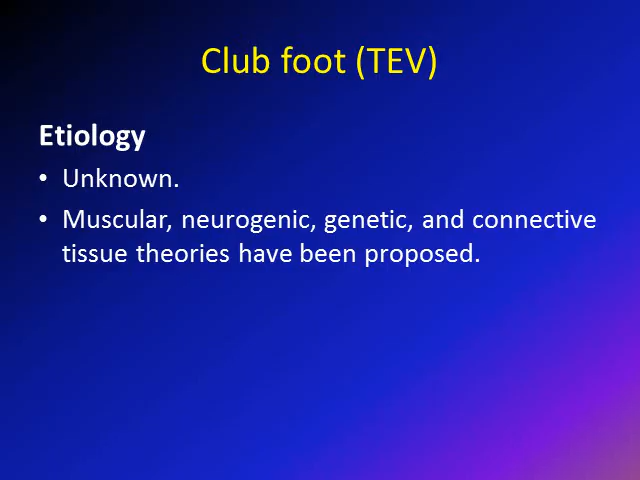 Club foot (TEV)
Etiology
• Unknown.
• Muscular, neurogenic, genetic, and connective
tissue theories have been proposed.